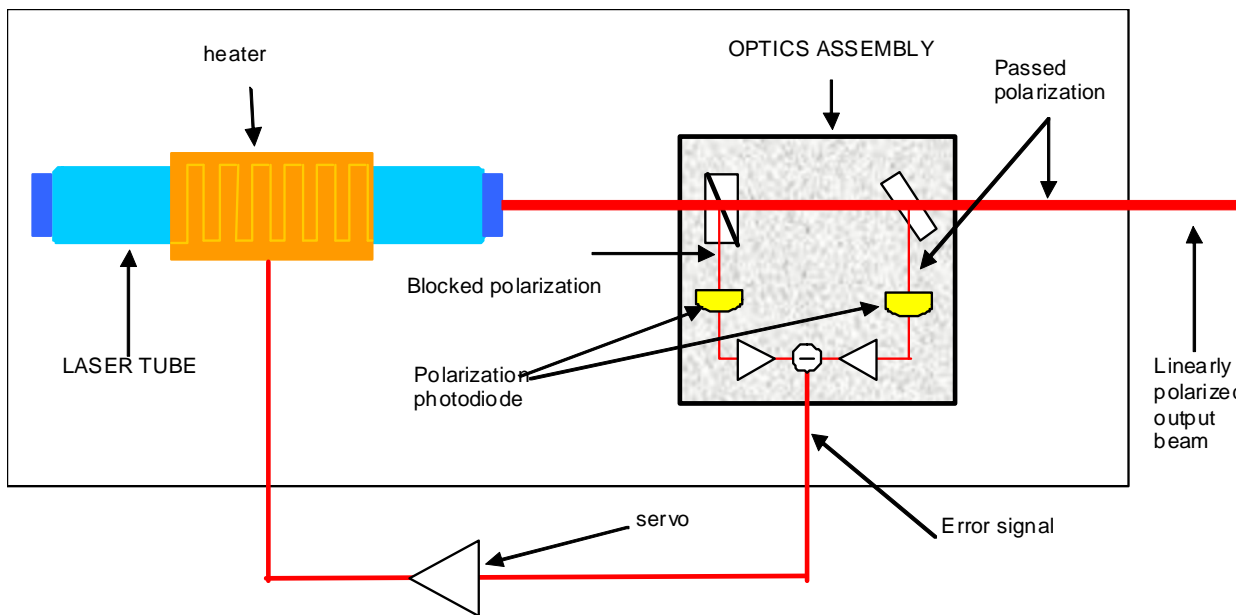 heater
OPTICS ASSEMBLY
Passed
polarization
Blocked polarization
LASER TUBE
Polarization
photodiode
Linearly
polarized
output
beam
servo
Error signal